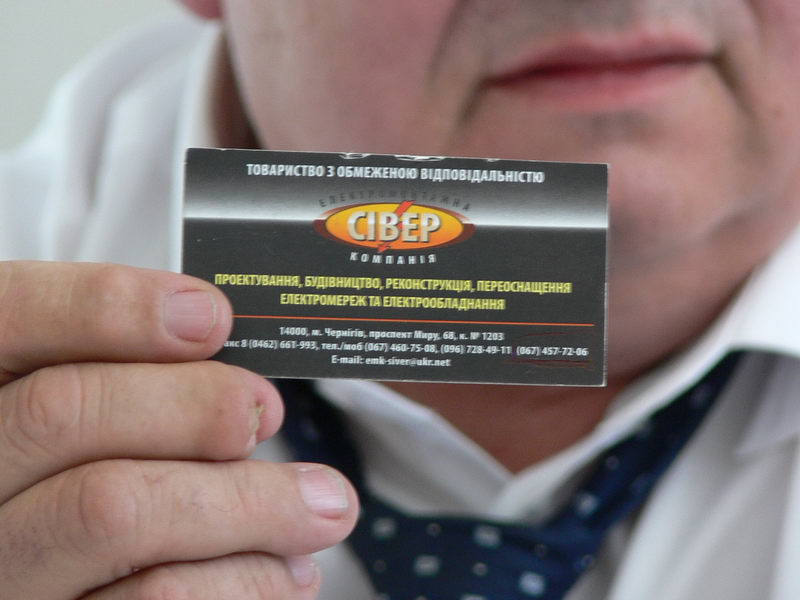 ТОВАРИСТВО З ОБМЕЖЕНОЮ ВІДПОВІДАЛЬНІСТЮ
ЕЛЕКТРОМОНТАЖНА
СІВЕР
КОМПАНІЯ
ПРОЕКТУВАННЯ, БУДІВНИЦТВО, РЕКОНСТРУКЦІЯ, ПЕРЕОСНАЩЕННЯ
ЕЛЕКТРОМЕРЕЖ ТА ЕЛЕКТРООБЛАДНАННЯ
14000, м. Чернігів, проспект Миру, 68, к. № 1203
акс 8 (0462) 661-993, тел./моб (067) 460-75-08, (096) 728-49-11 (067) 457-72-06
E-mail: emk-siver@ukr.net